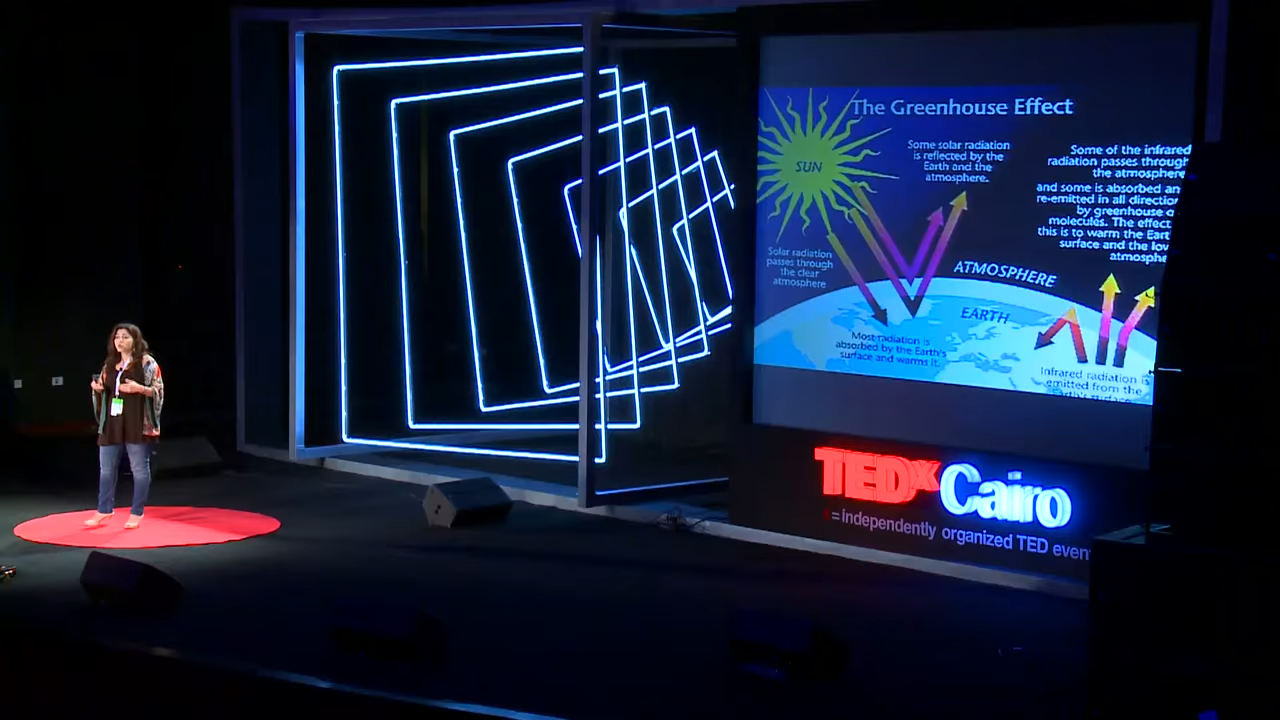 The Greenhouse Effect
SUN
Some solar radiation
is reflected by the
Earth and the
atmosphere.
Some of the infrared
radiation passes through
the atmosphere
and some is absorbed an
re-emitted in all direction
by greenhouse g
molecules. The effect
this is to warm the Eart
surface and the low
atmosphe
Solar radiation
passes through
the clear
atmosphere
ATMOSPHERE
EARTH
Most radiation is
absorbed by the Earth's
surface and warms it.
Infrared radiation is
emitted from the
surface
TEDxCairo
x=independently organized TED even